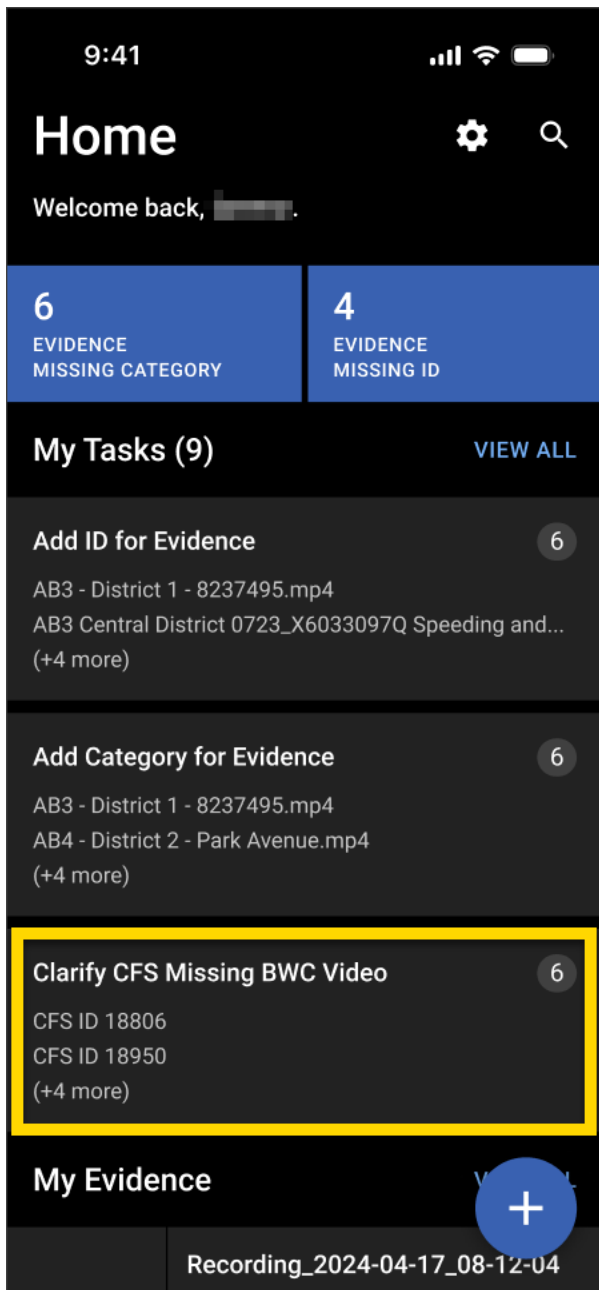 9:41
Home
Welcome back, .
6
EVIDENCE
MISSING CATEGORY
4
EVIDENCE
MISSING ID
My Tasks (9)
VIEW ALL
Add ID for Evidence
6
AB3 - District 1 - 8237495.mp4
AB3 Central District 0723_X6033097Q Speeding and...
(+4 more)
Add Category for Evidence
6
AB3 - District 1 - 8237495.mp4
AB4 - District 2 - Park Avenue.mp4
(+4 more)
Clarify CFS Missing BWC Video
6
CFS ID 18806
CFS ID 18950
(+4 more)
My Evidence
Recording_2024-04-17_08-12-04